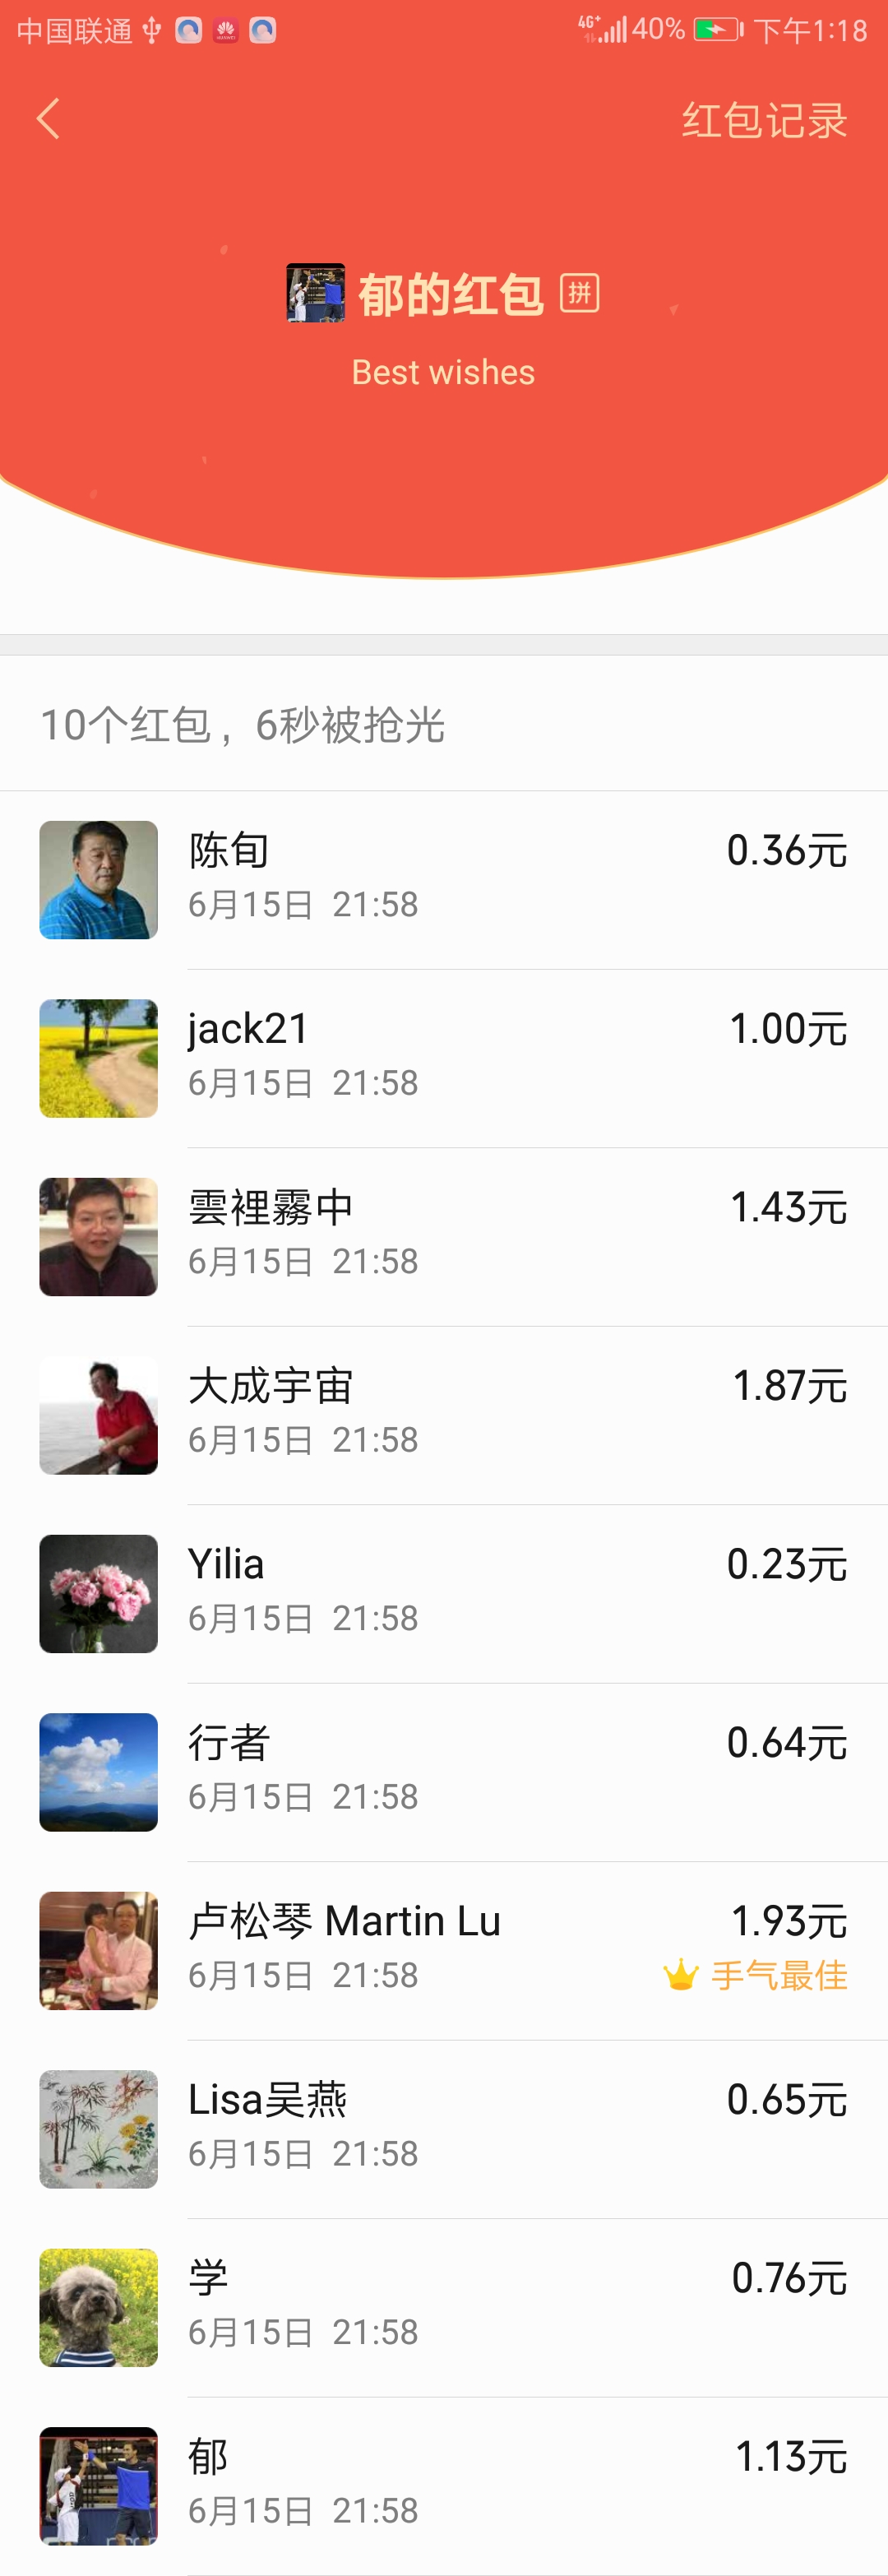 中国联通 4G+ 40% 下午1:18
红包记录
郁的红包 拼
Best wishes
10个红包，6秒被抢光
陈旬 0.36元
6月15日 21:58
jack21 1.00元
6月15日 21:58
雲裡霧中 1.43元
6月15日 21:58
大成宇宙 1.87元
6月15日 21:58
Yilia 0.23元
6月15日 21:58
行者 0.64元
6月15日 21:58
卢松琴 Martin Lu 1.93元
6月15日 21:58 手气最佳
Lisa吴燕 0.65元
6月15日 21:58
学 0.76元
6月15日 21:58
郁 1.13元
6月15日 21:58